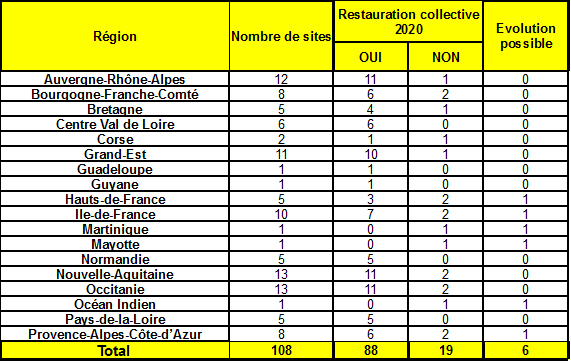 Région Nombre de sites Restauration collective 2020 Evolution possible
OUI NON
Auvergne-Rhône-Alpes 12 11 1 0
Bourgogne-Franche-Comté 8 6 2 0
Bretagne 5 4 1 0
Centre Val de Loire 6 6 0 0
Corse 2 1 1 0
Grand-Est 11 10 1 0
Guadeloupe 1 1 0 0
Guyane 1 1 0 0
Hauts-de-France 5 3 2 1
Ile-de-France 10 7 2 1
Martinique 1 0 1 1
Mayotte 1 0 1 1
Normandie 5 5 0 0
Nouvelle-Aquitaine 13 11 2 0
Occitanie 13 11 2 0
Océan Indien 1 0 1 1
Pays-de-la-Loire 5 5 0 0
Provence-Alpes-Côte-d'Azur 8 6 2 1
Total 108 88 19 6